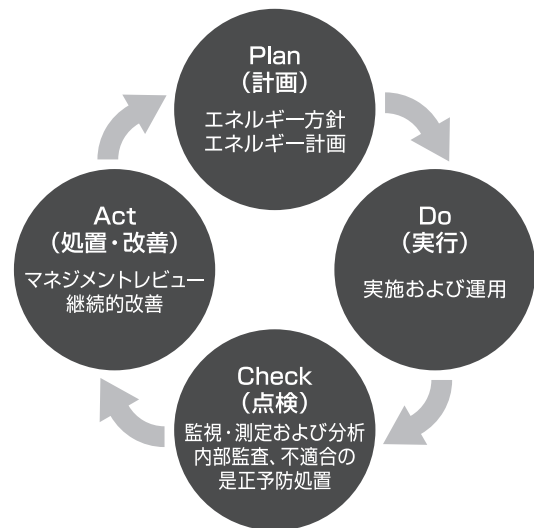 Plan
(計画)
エネルギー方針
エネルギー計画
Do
(実行)
実施および運用
Check
(点検)
監視・測定および分析
内部監査、不適合の
是正予防処置
Act
(処置・改善)
マネジメントレビュー
継続的改善